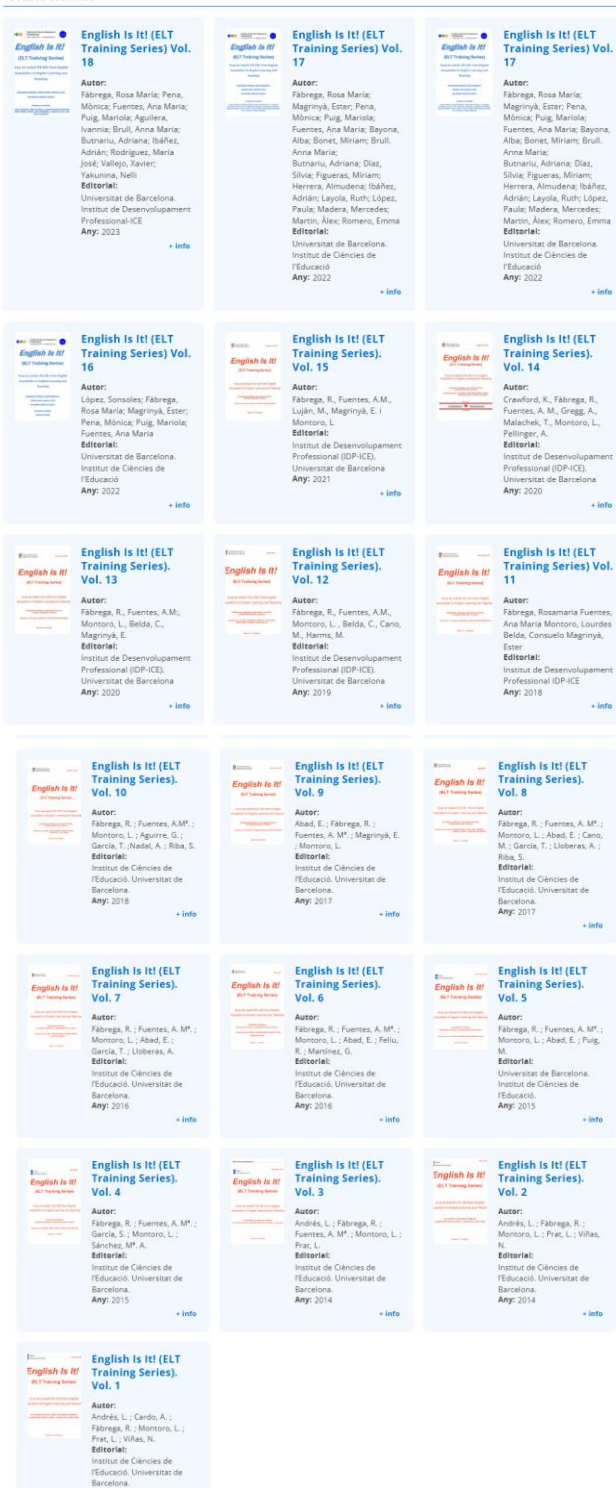 English Is It! (ELT
Training Series) Vol.
18
Autor:
Fàbrega, Rosa María; Pena,
Mònica; Fuentes, Ana Maria;
Puig, Mariola; Aguilera,
Ivannia; Brull, Anna Maria;
Butnariu, Adriana; Ibáñez,
Adrián; Rodríguez, María
José; Vallejo, Xavier;
Yakunina, Nelli
Editorial:
Universitat de Barcelona.
Institut de Desenvolupament
Professional-ICE
Any: 2023
+ info
English Is It! (ELT
Training Series) Vol.
17
Autor:
Fàbrega, Rosa María;
Magrinyà, Ester; Pena,
Mònica; Puig, Mariola;
Fuentes, Ana Maria; Bayona,
Alba; Bonet, Míriam; Brull.
Anna Maria;
Butnariu, Adriana; Díaz,
Sílvia; Figueras, Míriam;
Herrera, Almudena; Ibáñez,
Adrián; Layola, Ruth; López,
Paula; Madera, Mercedes;
Martin, Àlex; Romero, Emma
Editorial:
Universitat de Barcelona.
Institut de Ciències de
l'Educació
Any: 2022
+ info
English Is It! (ELT
Training Series) Vol.
17
Autor:
Fàbrega, Rosa María;
Magrinyà, Ester; Pena,
Mònica; Puig, Mariola;
Fuentes, Ana Maria; Bayona,
Alba; Bonet, Míriam; Brull.
Anna Maria;
Butnariu, Adriana; Díaz,
Sílvia; Figueras, Míriam;
Herrera, Almudena; Ibáñez,
Adrián; Layola, Ruth; López,
Paula; Madera, Mercedes;
Martin, Àlex; Romero, Emma
Editorial:
Universitat de Barcelona.
Institut de Ciències de
l'Educació
Any: 2022
+ info
English Is It! (ELT
Training Series) Vol.
16
Autor:
López, Sonsoles; Fàbrega,
Rosa María; Magrinyà, Ester;
Pena, Mònica; Puig, Mariola;
Fuentes, Ana Maria
Editorial:
Universitat de Barcelona.
Institut de Ciències de
l'Educació
Any: 2022
+ info
English Is It! (ELT
Training Series).
Vol. 15
Autor:
Fàbrega, R., Fuentes, A.M.,
Luján, M., Magrinyà, E. i
Montoro, L
Editorial:
Institut de Desenvolupament
Professional (IDP-ICE).
Universitat de Barcelona
Any: 2021
+ info
English Is It! (ELT
Training Series).
Vol. 14
Autor:
Crawford, K., Fàbrega, R.,
Fuentes, A. M., Gregg, A.,
Malachek, T., Montoro, L.,
Pellinger, A.
Editorial:
Institut de Desenvolupament
Professional (IDP-ICE).
Universitat de Barcelona
Any: 2020
+ info
English Is It! (ELT
Training Series).
Vol. 13
Autor:
Fàbrega, R., Fuentes, A.M:,
Montoro, L., Belda, C.,
Magrinyà, E.
Editorial:
Institut de Desenvolupament
Professional (IDP-ICE).
Universitat de Barcelona
Any: 2020
+ info
English Is It! (ELT
Training Series).
Vol. 12
Autor:
Fàbrega, R., Fuentes, A.M.,
Montoro, L. , Belda, C., Cano,
M., Harms, M.
Editorial:
Institut de Desenvolupament
Professional (IDP-ICE).
Universitat de Barcelona
Any: 2019
+ info
English Is It! (ELT
Training Series) Vol.
11
Autor:
Fàbrega, Rosamaria Fuentes,
Ana Maria Montoro, Lourdes
Belda, Consuelo Magrinyà,
Ester
Editorial:
Institut de Desenvolupament
Professional IDP-ICE
Any: 2018
+ info
English Is It! (ELT
Training Series).
Vol. 10
Autor:
Fàbrega, R. ; Fuentes, A.Mª. ;
Montoro, L. ; Aguirre, G. ;
García, T. ;Nadal, A. ; Riba, S.
Editorial:
Institut de Ciències de
l'Educació. Universitat de
Barcelona.
Any: 2018
+ info
English Is It! (ELT
Training Series).
Vol. 9
Autor:
Abad, E. ; Fàbrega, R. ;
Fuentes, A. Mª. ; Magrinyà, E.
; Montoro, L.
Editorial:
Institut de Ciències de
l'Educació. Universitat de
Barcelona.
Any: 2017
+ info
English Is It! (ELT
Training Series).
Vol. 8
Autor:
Fàbrega, R. ; Fuentes, A. Mª. ;
Montoro, L. ; Abad, E. ; Cano,
M. ; García, T. ; Lloberas, A. ;
Riba, S.
Editorial:
Institut de Ciències de
l'Educació. Universitat de
Barcelona.
Any: 2017
+ info
English Is It! (ELT
Training Series).
Vol. 7
Autor:
Fàbrega, R. ; Fuentes, A. Mª. ;
Montoro, L. ; Abad, E. ;
García, T. ; Lloberas, A.
Editorial:
Institut de Ciències de
l'Educació. Universitat de
Barcelona.
Any: 2016
+ info
English Is It! (ELT
Training Series).
Vol. 6
Autor:
Fàbrega, R. ; Fuentes, A. Mª. ;
Montoro, L. ; Abad, E. ; Feliu,
R. ; Martínez, G.
Editorial:
Institut de Ciències de
l'Educació. Universitat de
Barcelona.
Any: 2016
+ info
English Is It! (ELT
Training Series).
Vol. 5
Autor:
Fàbrega, R. ; Fuentes, A. Mª. ;
Montoro, L. ; Abad, E. ; Puig,
M.
Editorial:
Universitat de Barcelona.
Institut de Ciències de
l'Educació.
Any: 2015
+ info
English Is It! (ELT
Training Series).
Vol. 4
Autor:
Fàbrega, R. ; Fuentes, A. Mª. ;
García, S. ; Montoro, L. ;
Sánchez, Mª. A.
Editorial:
Institut de Ciències de
l'Educació. Universitat de
Barcelona.
Any: 2015
+ info
English Is It! (ELT
Training Series).
Vol. 3
Autor:
Andrés, L. ; Fàbrega, R. ;
Fuentes, A. Mª. ; Montoro, L. ;
Prat, L.
Editorial:
Institut de Ciències de
l'Educació. Universitat de
Barcelona.
Any: 2014
+ info
English Is It! (ELT
Training Series).
Vol. 2
Autor:
Andrés, L. ; Fàbrega, R. ;
Montoro, L. ; Prat, L. ; Viñas,
N.
Editorial:
Institut de Ciències de
l'Educació. Universitat de
Barcelona.
Any: 2014
+ info
English Is It! (ELT
Training Series).
Vol. 1
Autor:
Andrés, L. ; Cardo, A. ;
Fàbrega, R. ; Montoro, L. ;
Prat, L. ; Viñas, N.
Editorial:
Institut de Ciències de
l'Educació. Universitat de
Barcelona.